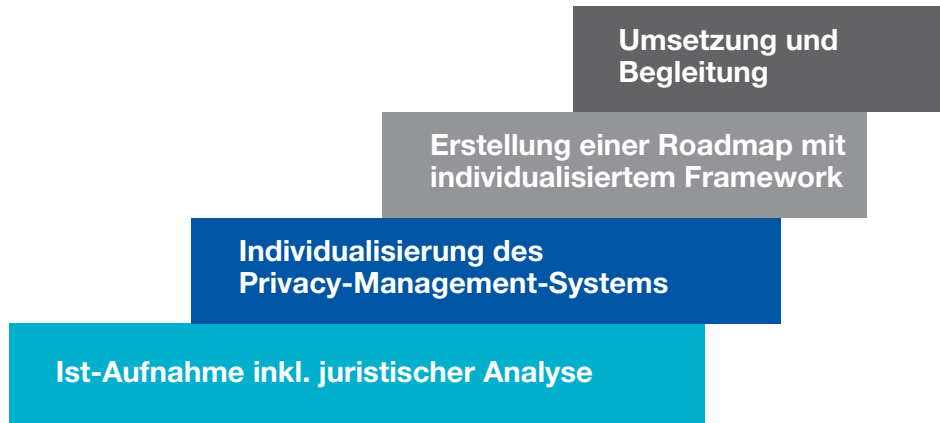 Umsetzung und
Begleitung
Erstellung einer Roadmap mit
individualisiertem Framework
Individualisierung des
Privacy-Management-Systems
Ist-Aufnahme inkl. juristischer Analyse